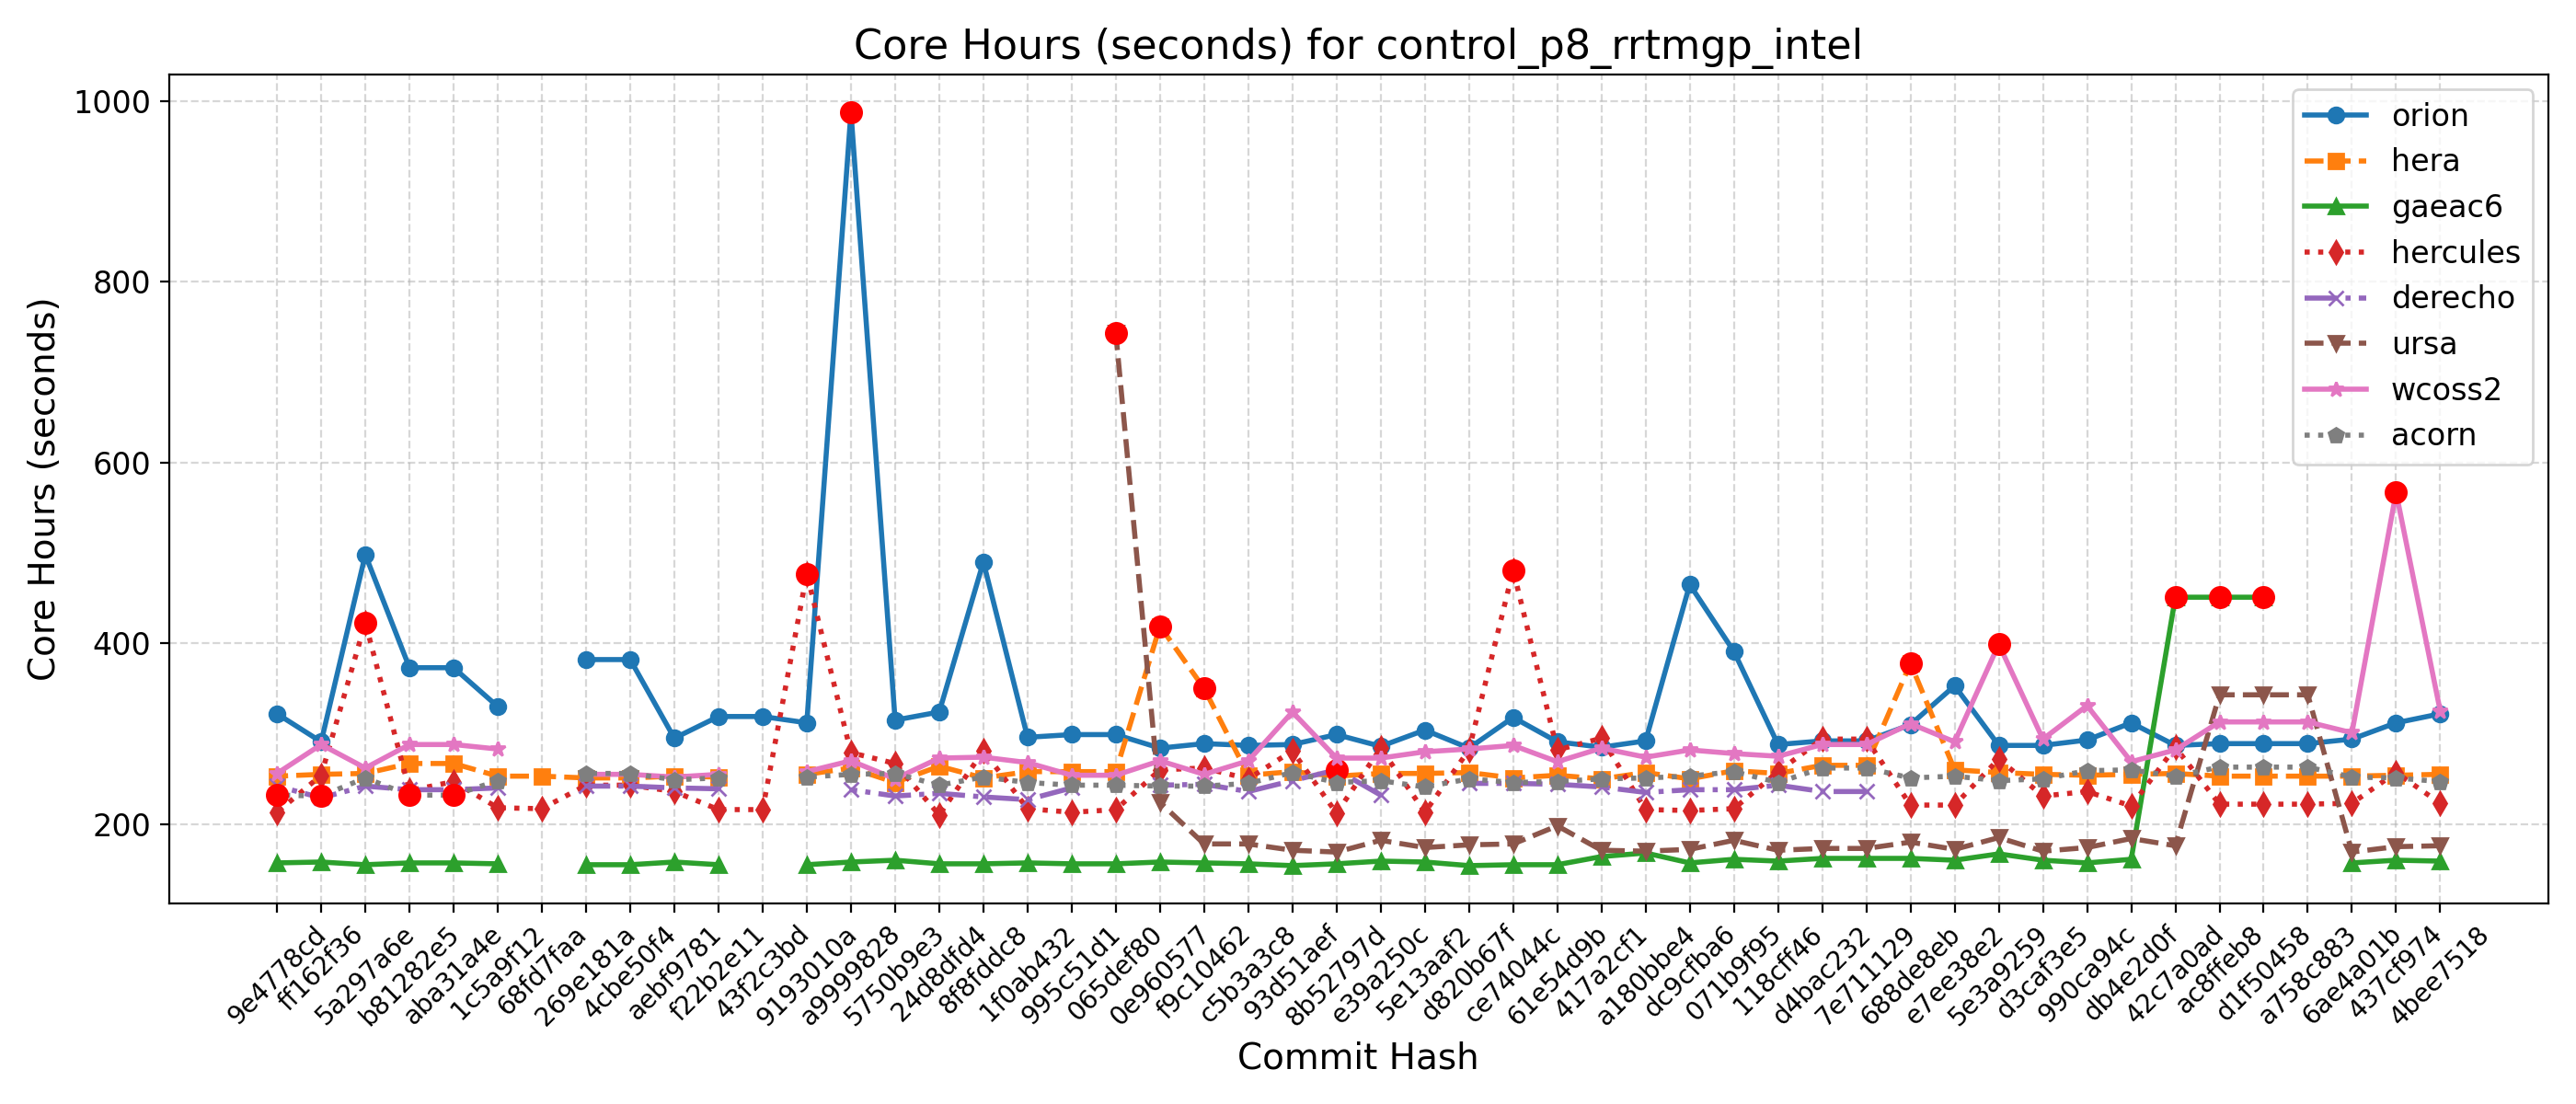 Core Hours (seconds) for control_p8_rrtmgp_intel
Core Hours (seconds)
1000
800
600
400
200
orion
hera
gaeac6
hercules
derecho
ursa
wcoss2
acorn
9e4778cd
ff162f36
5a297a6e
b81282e5
aba31a4e
1c5a9f12
68fd7faa
269e181a
4cbe50f4
aebf9781
f22b2e11
43f2c3bd
9193010a
a9999828
5750b9e3
24d8dfd4
8f8fddc8
1f0ab432
995c51d1
065def80
0e960577
f9c10462
c5b3a3c8
93d51aef
8b52797d
e39a250c
5e13aaf2
d820b67f
ce74044c
61e54d9b
417a2cf1
a180bbe4
dc9cfba6
071b9f95
118cff46
d4bac232
7e711129
688de8eb
e7ee38e2
5e3a9259
d3caf3e5
990ca94c
db4e2d0f
42c7a0ad
ac8ffeb8
d1f50458
a758c883
6ae4a01b
437cf974
4bee7518
Commit Hash